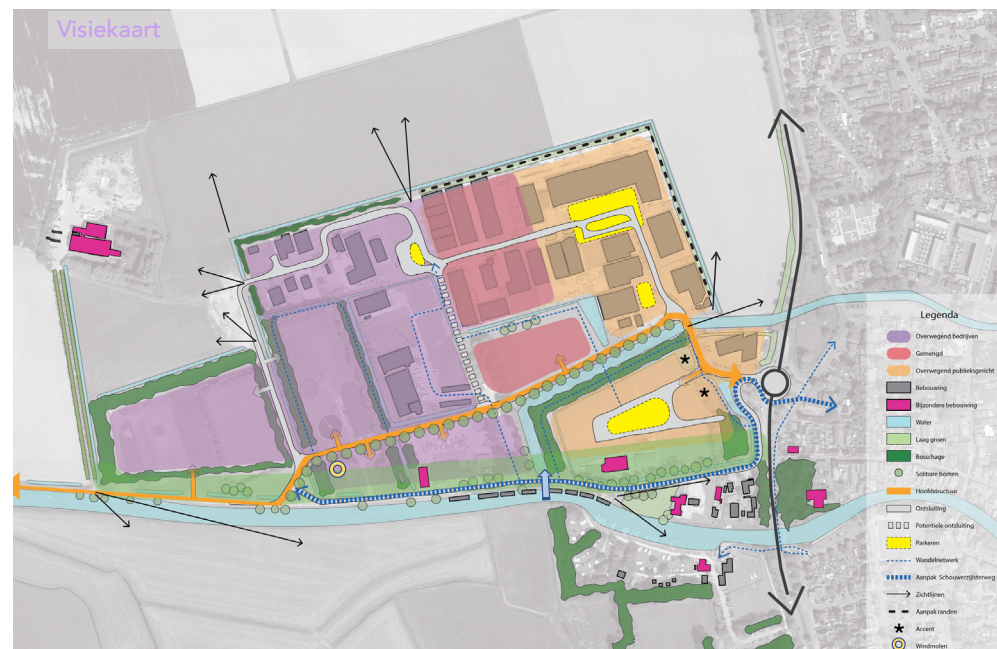 Visiekaart
Legenda
Overwegend bedrijven
Gemengd
Overwegend publieksgericht
Bebouwing
Bijzondere bebouwing
Water
Laag groen
Bosschage
Solitaire bomen
Hoofdstructuur
Ontsluiting
Potentiele ontsluiting
Parkeren
Wandelnetwerk
Aanpak Schouwerzijlsterweg
Zichtlijnen
Aanpak randen
Accent
Windmolen